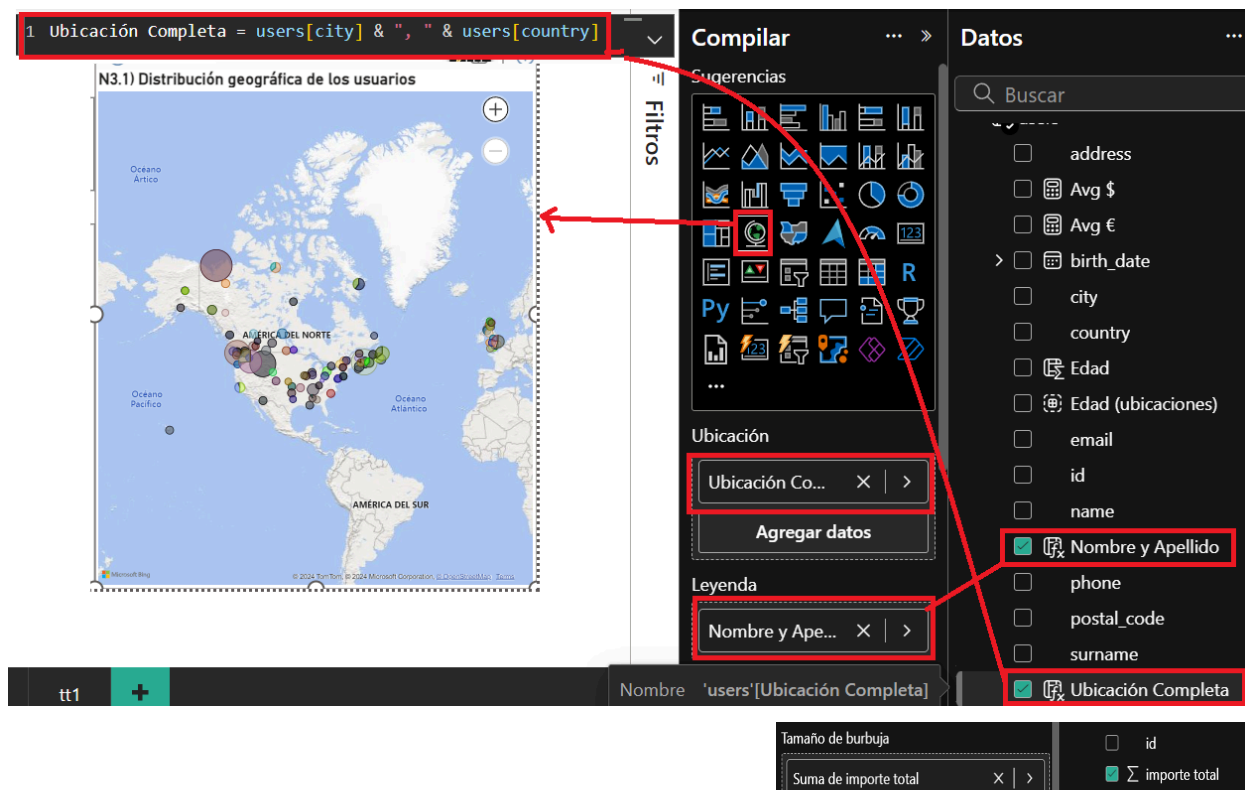 1 Ubicación Completa = users[city] & ", " & users[country]
N3.1) Distribución geográfica de los usuarios
Océano
Ártico
AMÉRICA DEL NORTE
Océano
Pacífico
Océano
Atlántico
AMÉRICA DEL SUR
Microsoft Bing
© 2024 TomTom, © 2024 Microsoft Corporation, © OpenStreetMap Terms
Filtros
Compilar
Sugerencias
123
R
Py
123
Ubicación
Ubicación Co...
Agregar datos
Leyenda
Nombre y Ape...
Datos
Buscar
users
address
Avg $
Avg €
birth_date
city
country
Edad
Edad (ubicaciones)
email
id
name
Nombre y Apellido
phone
postal_code
surname
Ubicación Completa
tt1
Nombre 'users'[Ubicación Completa]
Tamaño de burbuja
Suma de importe total
id
importe total